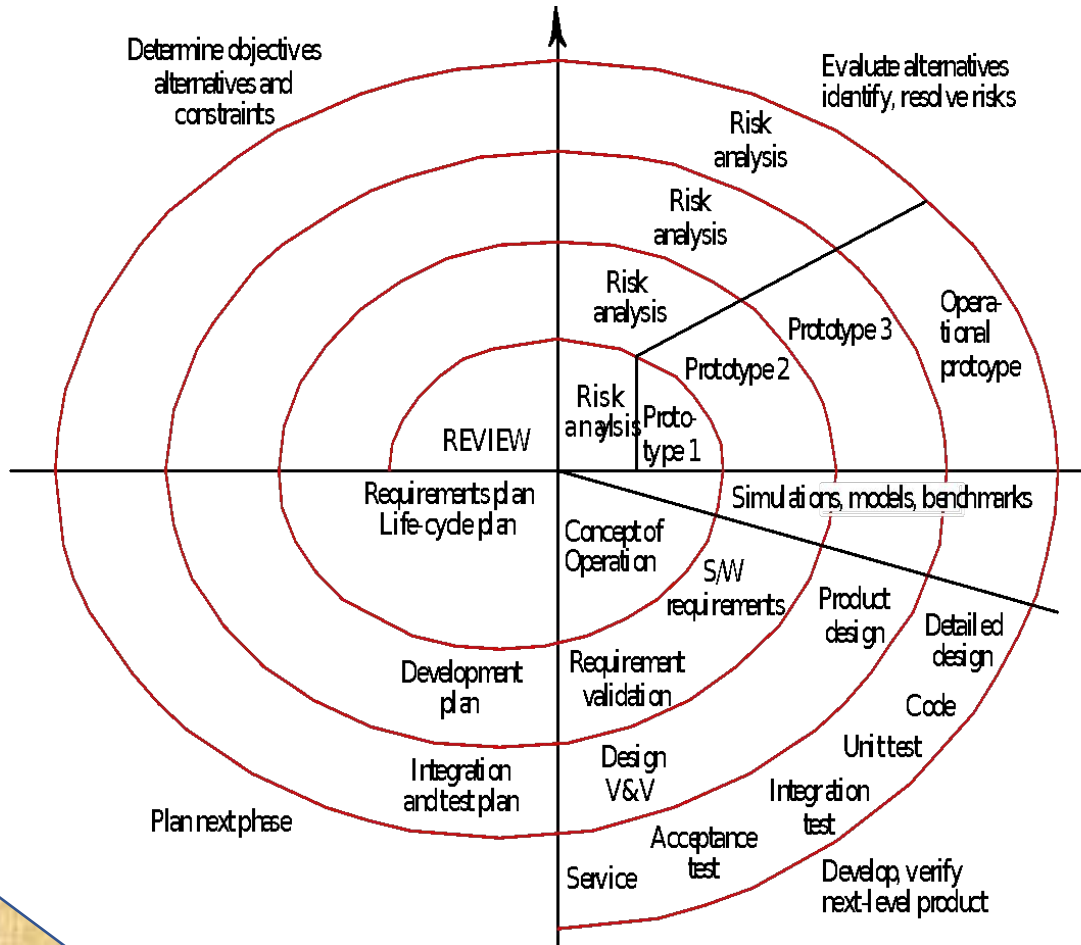 Determine objectives
alternatives and
constraints
Evaluate alternatives
identify, resolve risks
Risk
analysis
Risk
analysis
Risk
analysis
Risk
analysis
Proto-
type 1
Prototype 2
Prototype 3
Opera-
tional
protoype
REVIEW
Requirements plan
Life-cycle plan
Simulations, models, benchmarks
Concept of
Operation
S/W
requirements
Product
design
Detailed
design
Development
plan
Requirement
validation
Code
Unit test
Integration
and test plan
Design
V&V
Integration
test
Plan next phase
Acceptance
test
Service
Develop, verify
next-level product